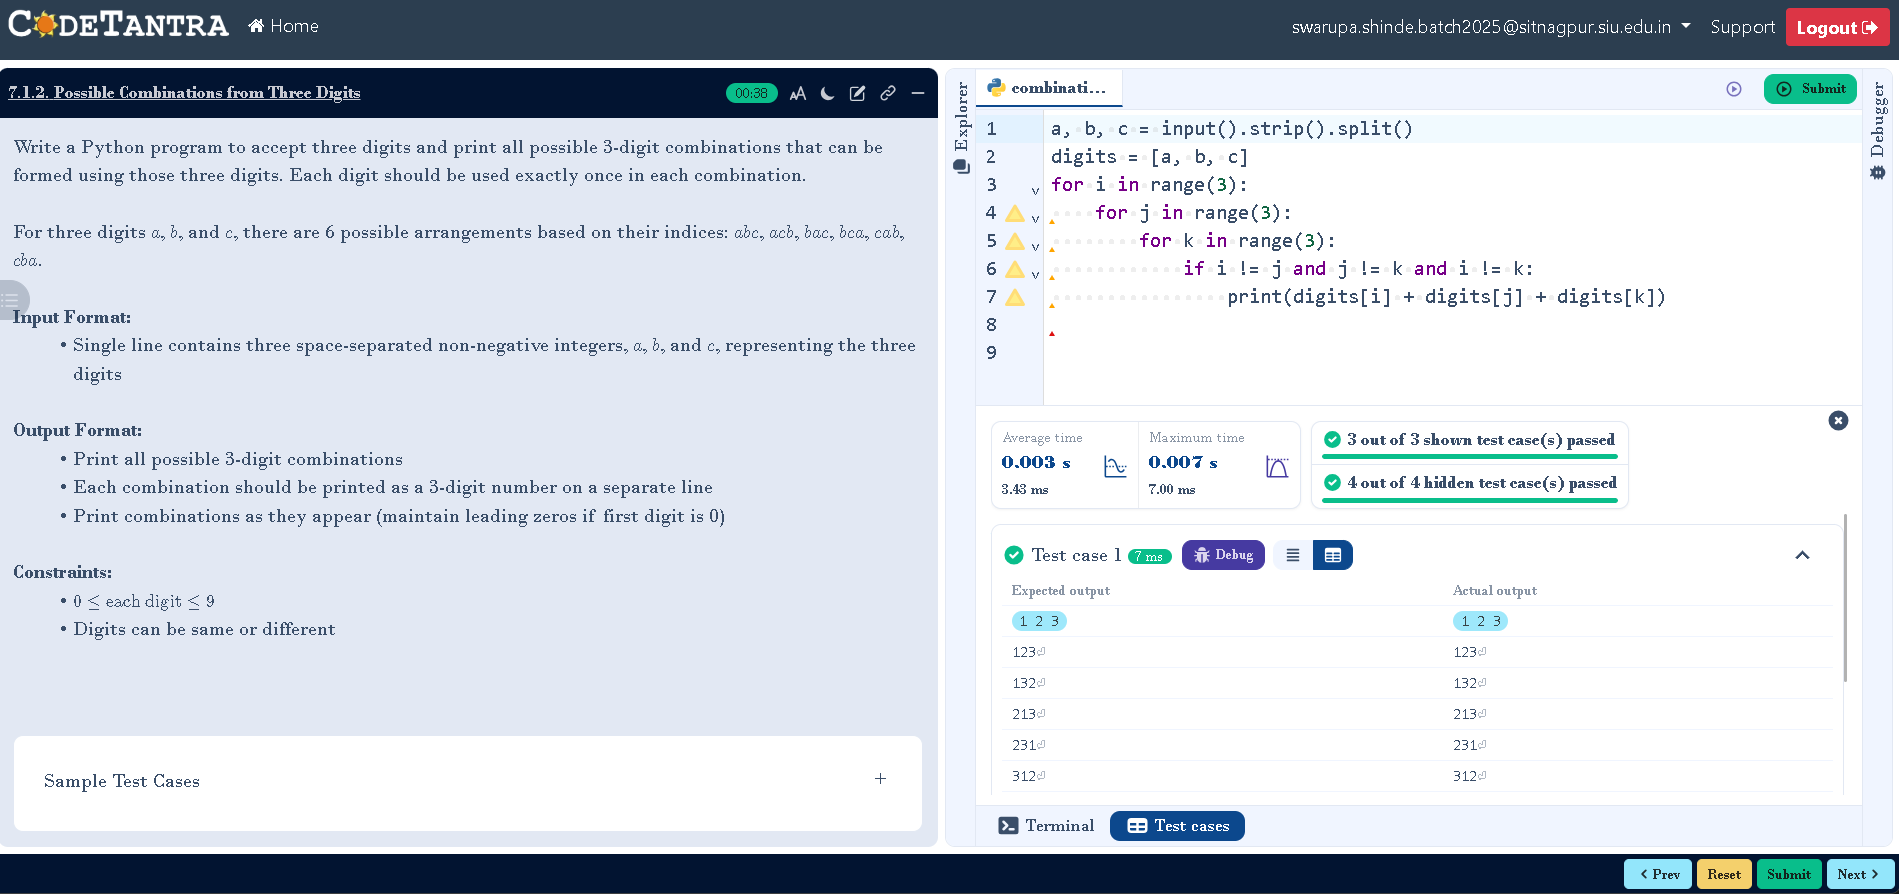 CODETANTRA
Home
swarupa.shinde.batch2025@sitnagpur.siu.edu.in
Support
Logout
7.1.2. Possible Combinations from Three Digits
00:38
Write a Python program to accept three digits and print all possible 3-digit combinations that can be
formed using those three digits. Each digit should be used exactly once in each combination.
For three digits a, b, and c, there are 6 possible arrangements based on their indices: abc, acb, bac, bca, cab,
cba.
Input Format:
• Single line contains three space-separated non-negative integers, a, b, and c, representing the three
digits
Output Format:
• Print all possible 3-digit combinations
• Each combination should be printed as a 3-digit number on a separate line
• Print combinations as they appear (maintain leading zeros if first digit is 0)
Constraints:
• 0 ≤ each digit ≤ 9
• Digits can be same or different
Sample Test Cases
+
Explorer
combinati...
Submit
Debugger
1 a, b, c = input().strip().split()
2 digits = [a, b, c]
3 for i in range(3):
4     for j in range(3):
5         for k in range(3):
6             if i != j and j != k and i != k:
7                 print(digits[i] + digits[j] + digits[k])
8
9
Average time
0.003 s
3.43 ms
Maximum time
0.007 s
7.00 ms
3 out of 3 shown test case(s) passed
4 out of 4 hidden test case(s) passed
Test case 1
7 ms
Debug
Expected output
Actual output
1 2 3
1 2 3
123⏎
123⏎
132⏎
132⏎
213⏎
213⏎
231⏎
231⏎
312⏎
312⏎
Terminal
Test cases
< Prev
Reset
Submit
Next >